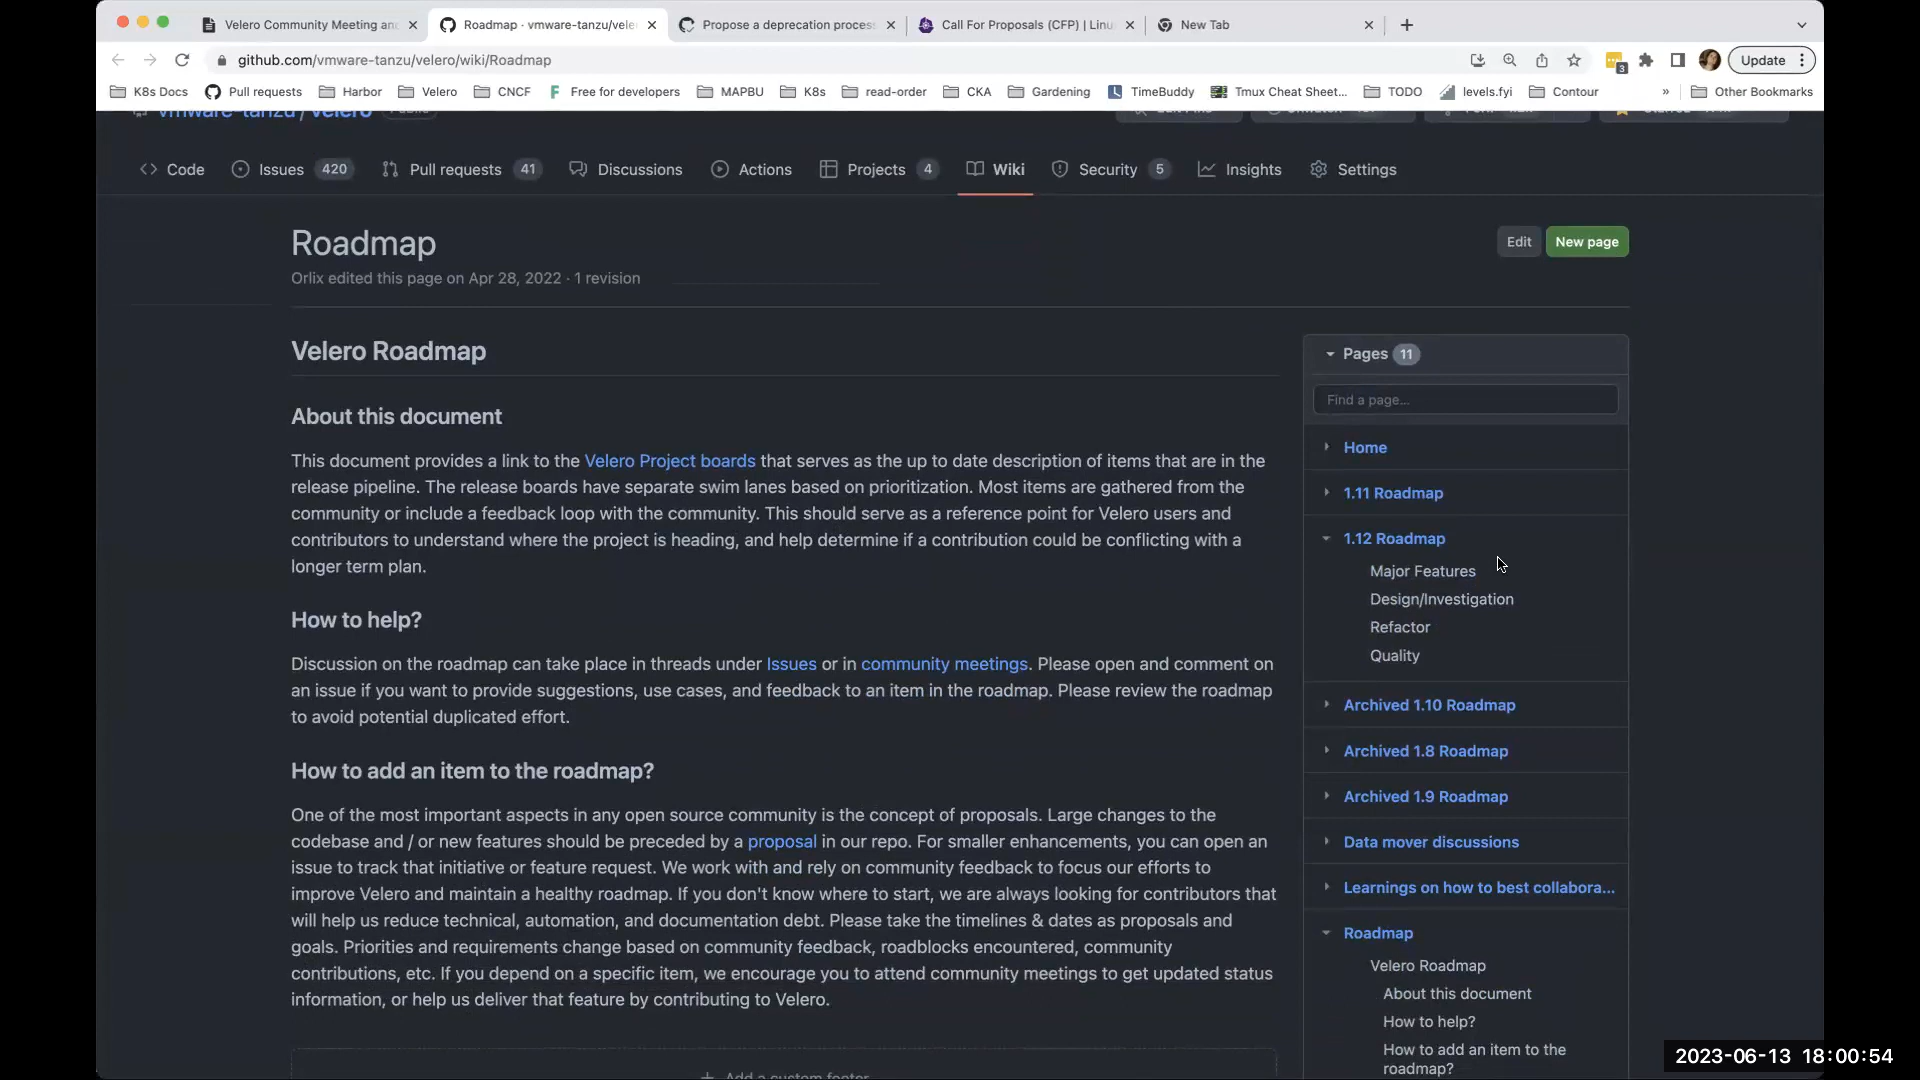 Velero Community Meeting and
Roadmap · vmware-tanzu/vele
Propose a deprecation process
Call For Proposals (CFP) | Linu
New Tab
github.com/vmware-tanzu/velero/wiki/Roadmap
3
Update
K8s Docs
Pull requests
Harbor
Velero
CNCF
Free for developers
MAPBU
K8s
read-order
CKA
Gardening
TimeBuddy
Tmux Cheat Sheet...
TODO
levels.fyi
Contour
»
Other Bookmarks
vmware-tanzu / velero
Code
Issues 420
Pull requests 41
Discussions
Actions
Projects 4
Wiki
Security 5
Insights
Settings
Roadmap
Edit
New page
Orlix edited this page on Apr 28, 2022 · 1 revision
Velero Roadmap
About this document
This document provides a link to the Velero Project boards that serves as the up to date description of items that are in the
release pipeline. The release boards have separate swim lanes based on prioritization. Most items are gathered from the
community or include a feedback loop with the community. This should serve as a reference point for Velero users and
contributors to understand where the project is heading, and help determine if a contribution could be conflicting with a
longer term plan.
How to help?
Discussion on the roadmap can take place in threads under Issues or in community meetings. Please open and comment on
an issue if you want to provide suggestions, use cases, and feedback to an item in the roadmap. Please review the roadmap
to avoid potential duplicated effort.
How to add an item to the roadmap?
One of the most important aspects in any open source community is the concept of proposals. Large changes to the
codebase and / or new features should be preceded by a proposal in our repo. For smaller enhancements, you can open an
issue to track that initiative or feature request. We work with and rely on community feedback to focus our efforts to
improve Velero and maintain a healthy roadmap. If you don't know where to start, we are always looking for contributors that
will help us reduce technical, automation, and documentation debt. Please take the timelines & dates as proposals and
goals. Priorities and requirements change based on community feedback, roadblocks encountered, community
contributions, etc. If you depend on a specific item, we encourage you to attend community meetings to get updated status
information, or help us deliver that feature by contributing to Velero.
Add a custom footer
Pages 11
Find a page...
Home
1.11 Roadmap
1.12 Roadmap
Major Features
Design/Investigation
Refactor
Quality
Archived 1.10 Roadmap
Archived 1.8 Roadmap
Archived 1.9 Roadmap
Data mover discussions
Learnings on how to best collabora...
Roadmap
Velero Roadmap
About this document
How to help?
How to add an item to the
roadmap?
2023-06-13 18:00:54